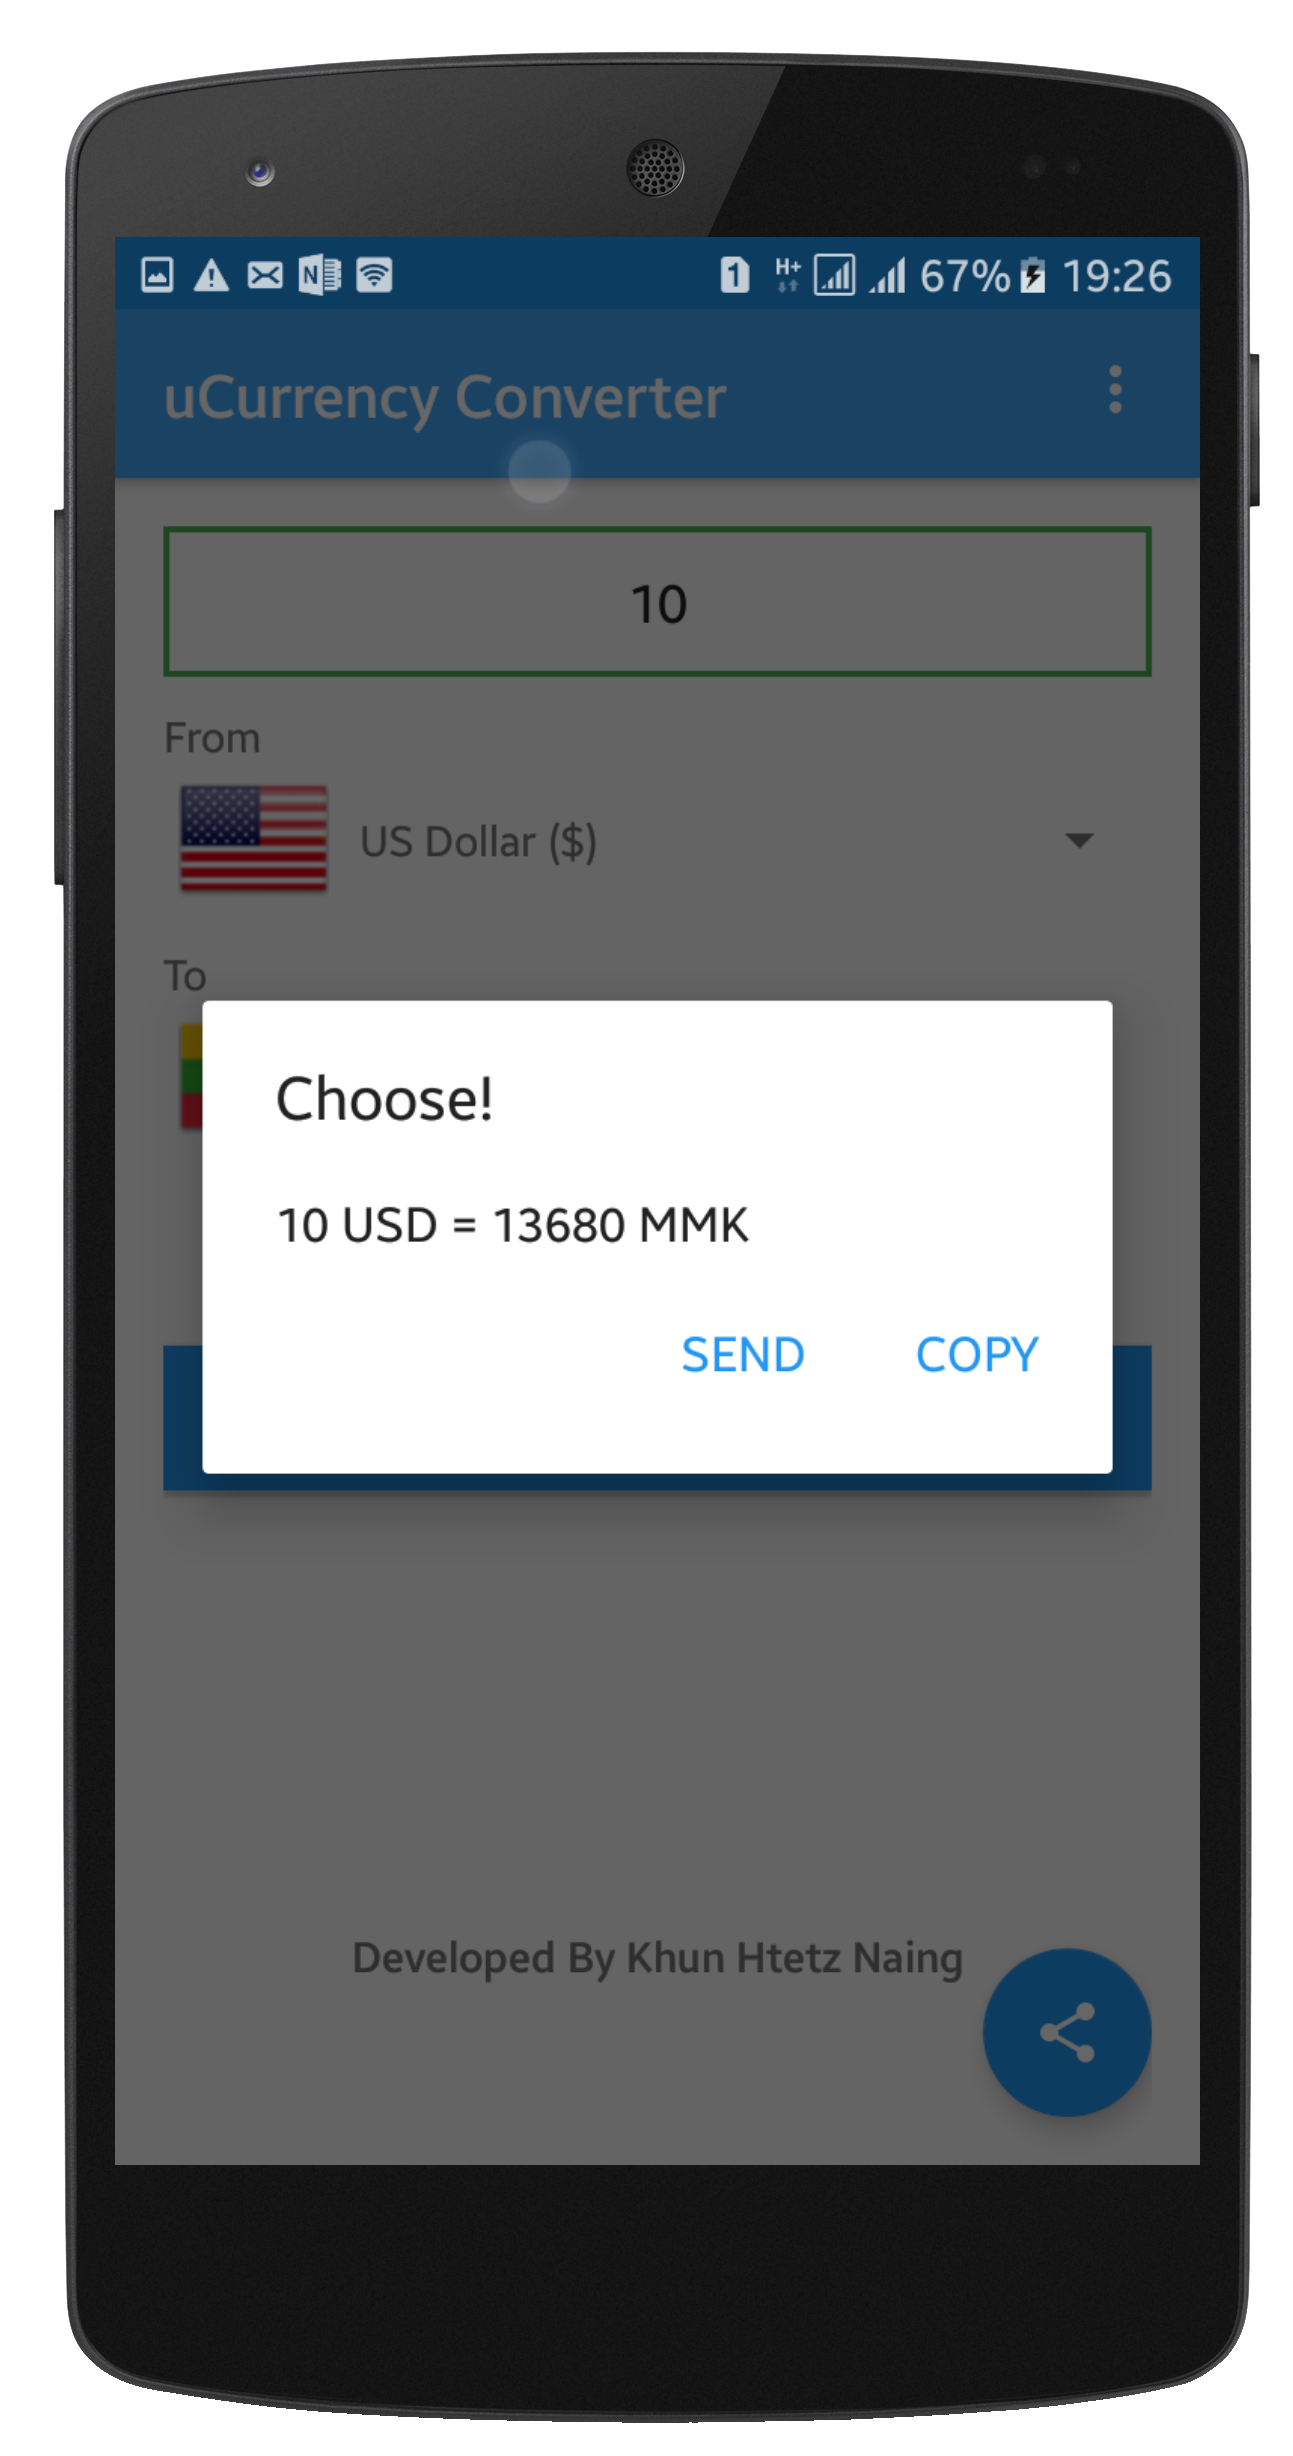 1 H+ 67% 19:26
uCurrency Converter
10
From
US Dollar ($)
To
Choose!
10 USD = 13680 MMK
SEND COPY
Developed By Khun Htetz Naing